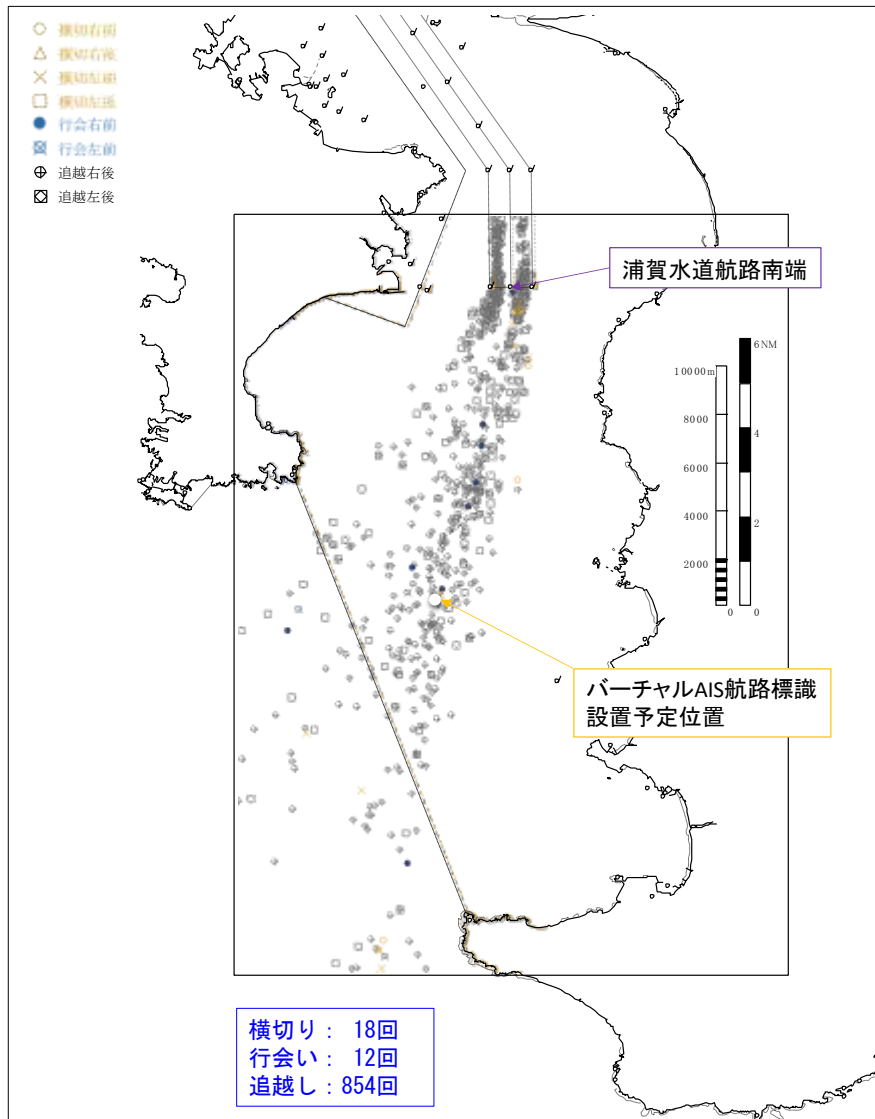 横切右前
横切右後
横切左前
横切左後
行会右前
行会左前
追越右後
追越左後
浦賀水道航路南端
10000m
8000
6000
4000
2000
0
6NM
4
2
0
バーチャルAIS航路標識
設置予定位置
横切り： 18回
行会い： 12回
追越し：854回